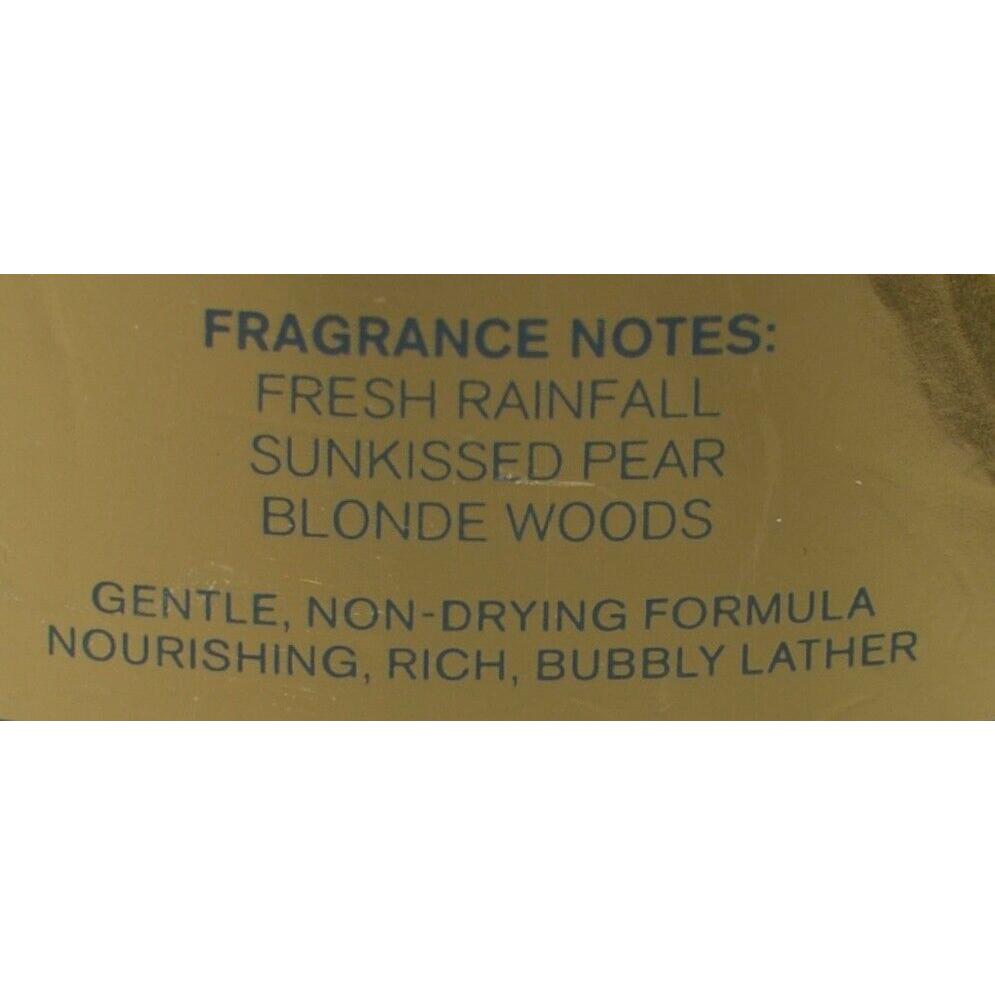 FRAGRANCE NOTES:
FRESH RAINFALL
SUNKISSED PEAR
BLONDE WOODS
GENTLE, NON-DRYING FORMULA
NOURISHING, RICH, BUBBLY LATHER